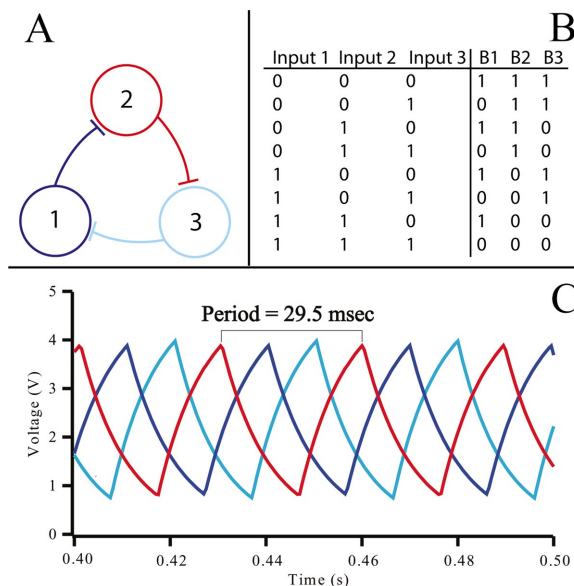 A
2
1
3
B
Input 1 Input 2 Input 3 B1 B2 B3
0 0 0 1 1 1
0 0 1 0 1 1
0 1 0 1 1 0
0 1 1 0 1 0
1 0 0 1 0 1
1 0 1 0 0 1
1 1 0 1 0 0
1 1 1 0 0 0
C
Period = 29.5 msec
5
4
3
2
1
0
Voltage (V)
0.40 0.42 0.44 0.46 0.48 0.50
Time (s)